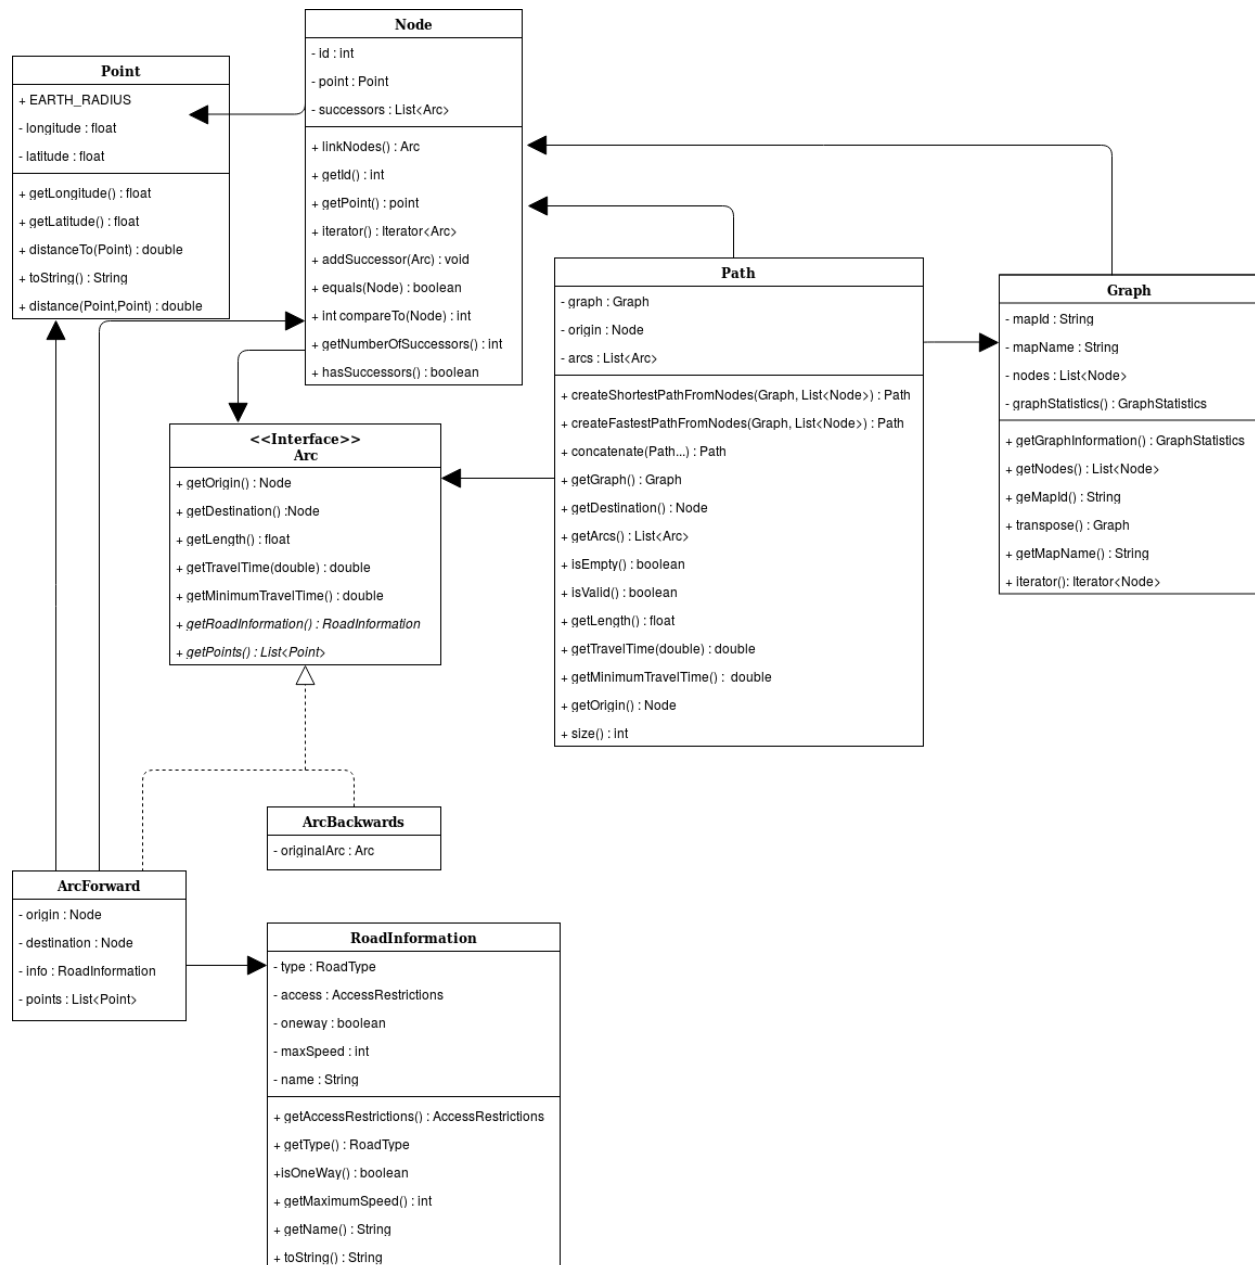 Node
- id : int
- point : Point
- successors : List<Arc>
+ linkNodes() : Arc
+ getId() : int
+ getPoint() : point
+ iterator() : Iterator<Arc>
+ addSuccessor(Arc) : void
+ equals(Node) : boolean
+ int compareTo(Node) : int
+ getNumberOfSuccessors() : int
+ hasSuccessors() : boolean
Point
+ EARTH_RADIUS
- longitude : float
- latitude : float
+ getLongitude() : float
+ getLatitude() : float
+ distanceTo(Point) : double
+ toString() : String
+ distance(Point,Point) : double
Path
- graph : Graph
- origin : Node
- arcs : List<Arc>
+ createShortestPathFromNodes(Graph, List<Node>) : Path
+ createFastestPathFromNodes(Graph, List<Node>) : Path
+ concatenate(Path...) : Path
+ getGraph() : Graph
+ getDestination() : Node
+ getArcs() : List<Arc>
+ isEmpty() : boolean
+ isValid() : boolean
+ getLength() : float
+ getTravelTime(double) : double
+ getMinimumTravelTime() :  double
+ getOrigin() : Node
+ size() : int
Graph
- mapId : String
- mapName : String
- nodes : List<Node>
- graphStatistics() : GraphStatistics
+ getGraphInformation() : GraphStatistics
+ getNodes() : List<Node>
+ geMapId() : String
+ transpose() : Graph
+ getMapName() : String
+ iterator(): Iterator<Node>
<<Interface>>
Arc
+ getOrigin() : Node
+ getDestination() :Node
+ getLength() : float
+ getTravelTime(double) : double
+ getMinimumTravelTime() : double
+ getRoadInformation() : RoadInformation
+ getPoints() : List<Point>
ArcBackwards
- originalArc : Arc
ArcForward
- origin : Node
- destination : Node
- info : RoadInformation
- points : List<Point>
RoadInformation
- type : RoadType
- access : AccessRestrictions
- oneway : boolean
- maxSpeed : int
- name : String
+ getAccessRestrictions() : AccessRestrictions
+ getType() : RoadType
+isOneWay() : boolean
+ getMaximumSpeed() : int
+ getName() : String
+ toString() : String